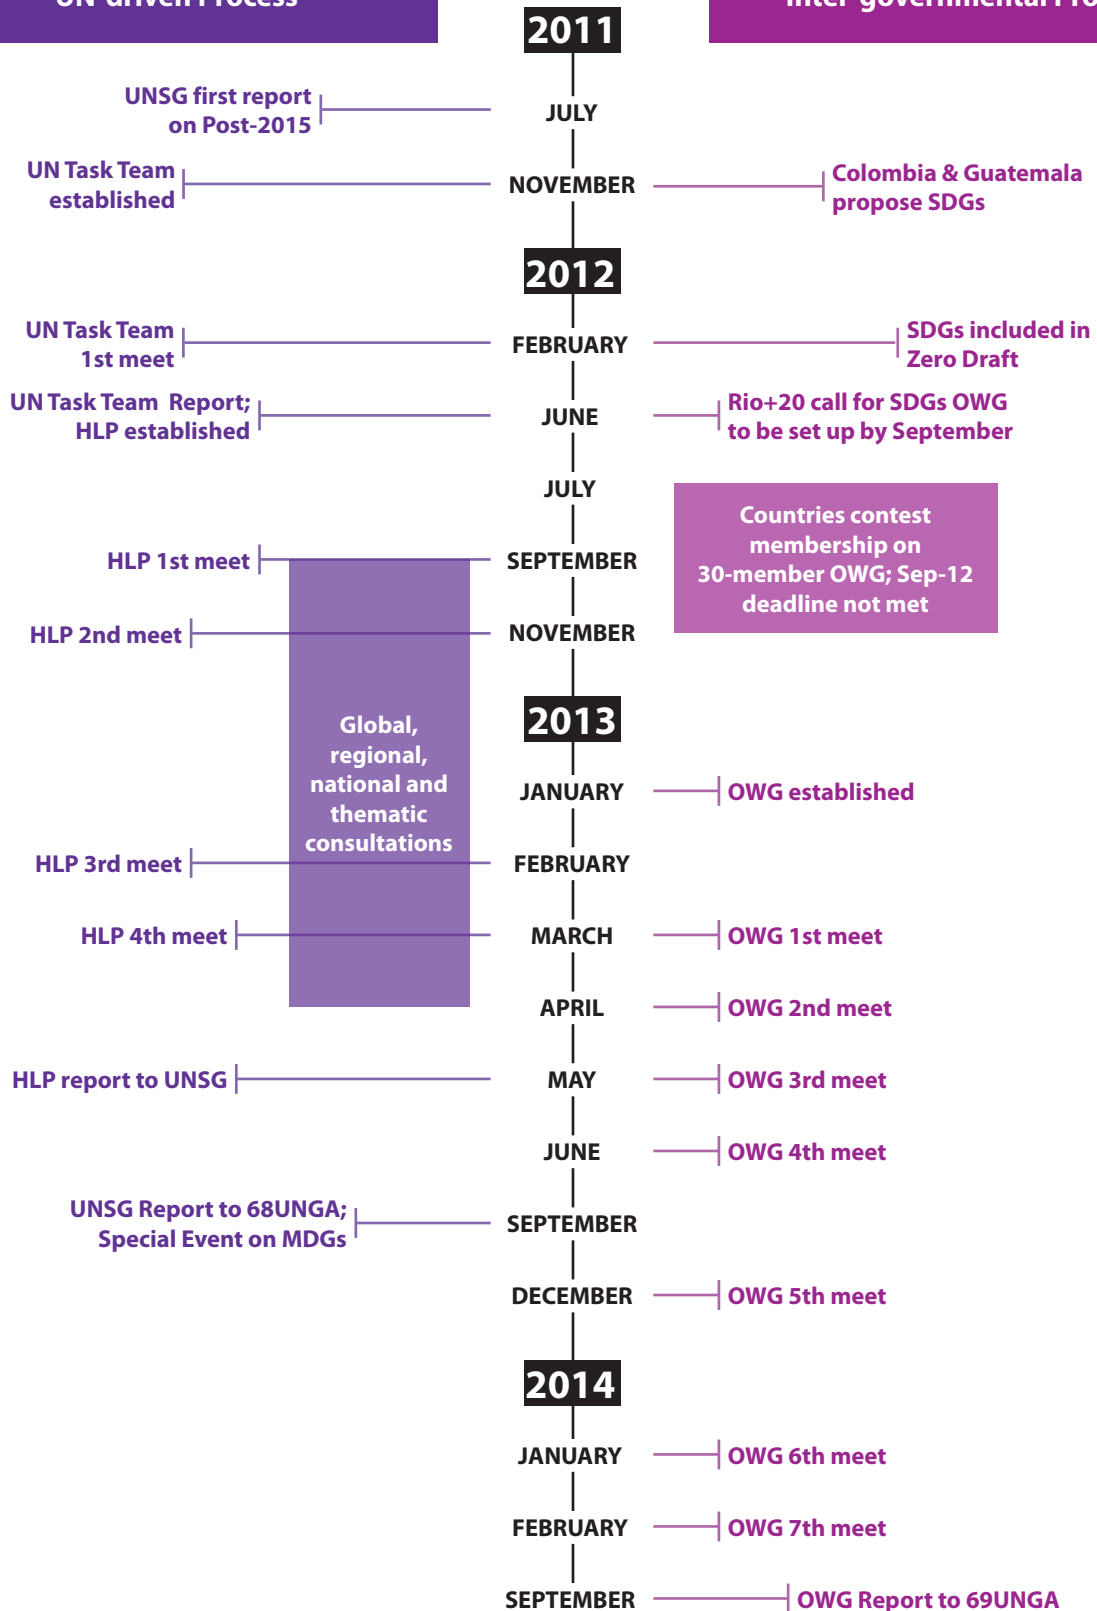 UN-driven Process
Inter-governmental Pro
2011
UNSG first report
on Post-2015
JULY
UN Task Team
established
NOVEMBER
Colombia & Guatemala
propose SDGs
2012
UN Task Team
1st meet
FEBRUARY
SDGs included in
Zero Draft
UN Task Team Report;
HLP established
JUNE
Rio+20 call for SDGs OWG
to be set up by September
JULY
Countries contest
membership on
30-member OWG; Sep-12
deadline not met
HLP 1st meet
SEPTEMBER
HLP 2nd meet
NOVEMBER
Global,
regional,
national and
thematic
consultations
2013
JANUARY
OWG established
HLP 3rd meet
FEBRUARY
HLP 4th meet
MARCH
OWG 1st meet
APRIL
OWG 2nd meet
HLP report to UNSG
MAY
OWG 3rd meet
JUNE
OWG 4th meet
UNSG Report to 68UNGA;
Special Event on MDGs
SEPTEMBER
DECEMBER
OWG 5th meet
2014
JANUARY
OWG 6th meet
FEBRUARY
OWG 7th meet
SEPTEMBER
OWG Report to 69UNGA